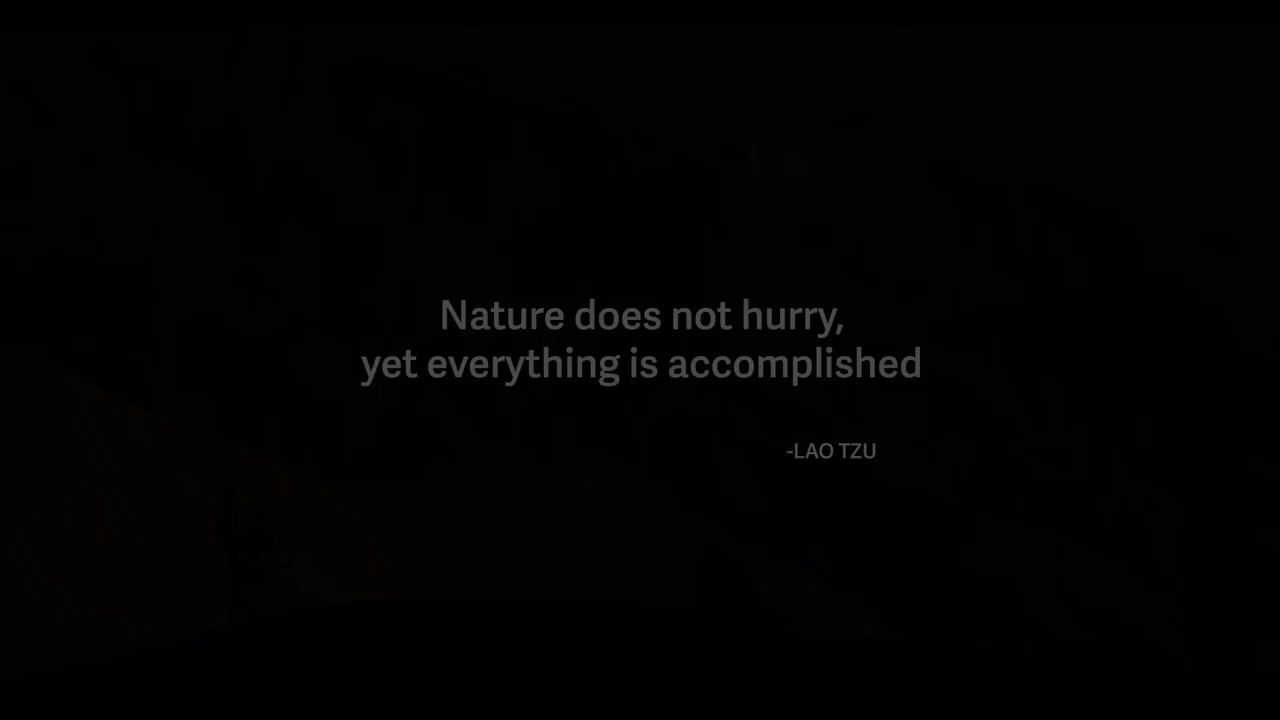 Nature does not hurry,
yet everything is accomplished
-LAO TZU